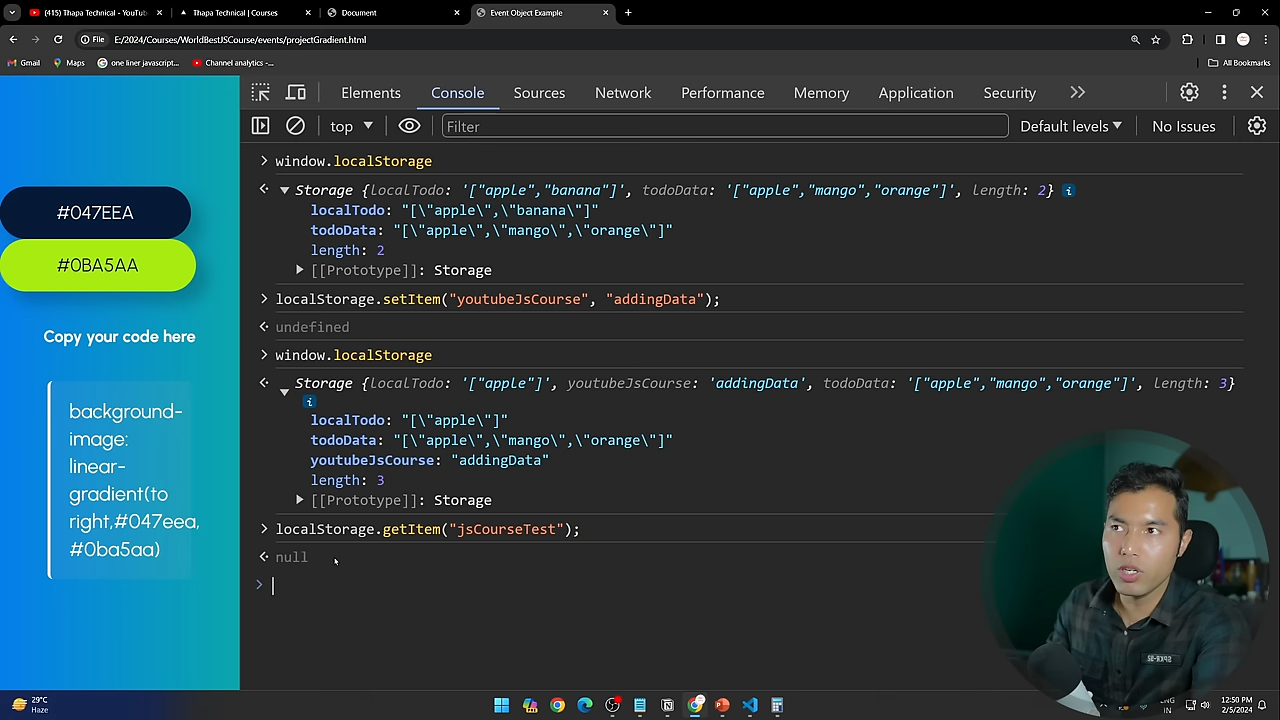 (415) Thapa Technical - YouTub
Thapa Technical | Courses
Document
Event Object Example
File
E:/2024/Courses/WorldBestJSCourse/events/projectGradient.html
Gmail
Maps
one liner javascript...
Channel analytics -...
All Bookmarks
Elements
Console
Sources
Network
Performance
Memory
Application
Security
top
Filter
Default levels
No Issues
#047EEA
#0BA5AA
Copy your code here
background-
image:
linear-
gradient(to
right,#047eea,
#0ba5aa)
window.localStorage
Storage {localTodo: '["apple","banana"]', todoData: '["apple","mango","orange"]', length: 2}
localTodo: "[\"apple\",\"banana\"]"
todoData: "[\"apple\",\"mango\",\"orange\"]"
length: 2
[[Prototype]]: Storage
localStorage.setItem("youtubeJsCourse", "addingData");
undefined
window.localStorage
Storage {localTodo: '["apple"]', youtubeJsCourse: 'addingData', todoData: '["apple","mango","orange"]', length: 3}
localTodo: "[\"apple\"]"
todoData: "[\"apple\",\"mango\",\"orange\"]"
youtubeJsCourse: "addingData"
length: 3
[[Prototype]]: Storage
localStorage.getItem("jsCourseTest");
null
29°C
Haze
ENG
IN
12:50 PM
2/5/2024